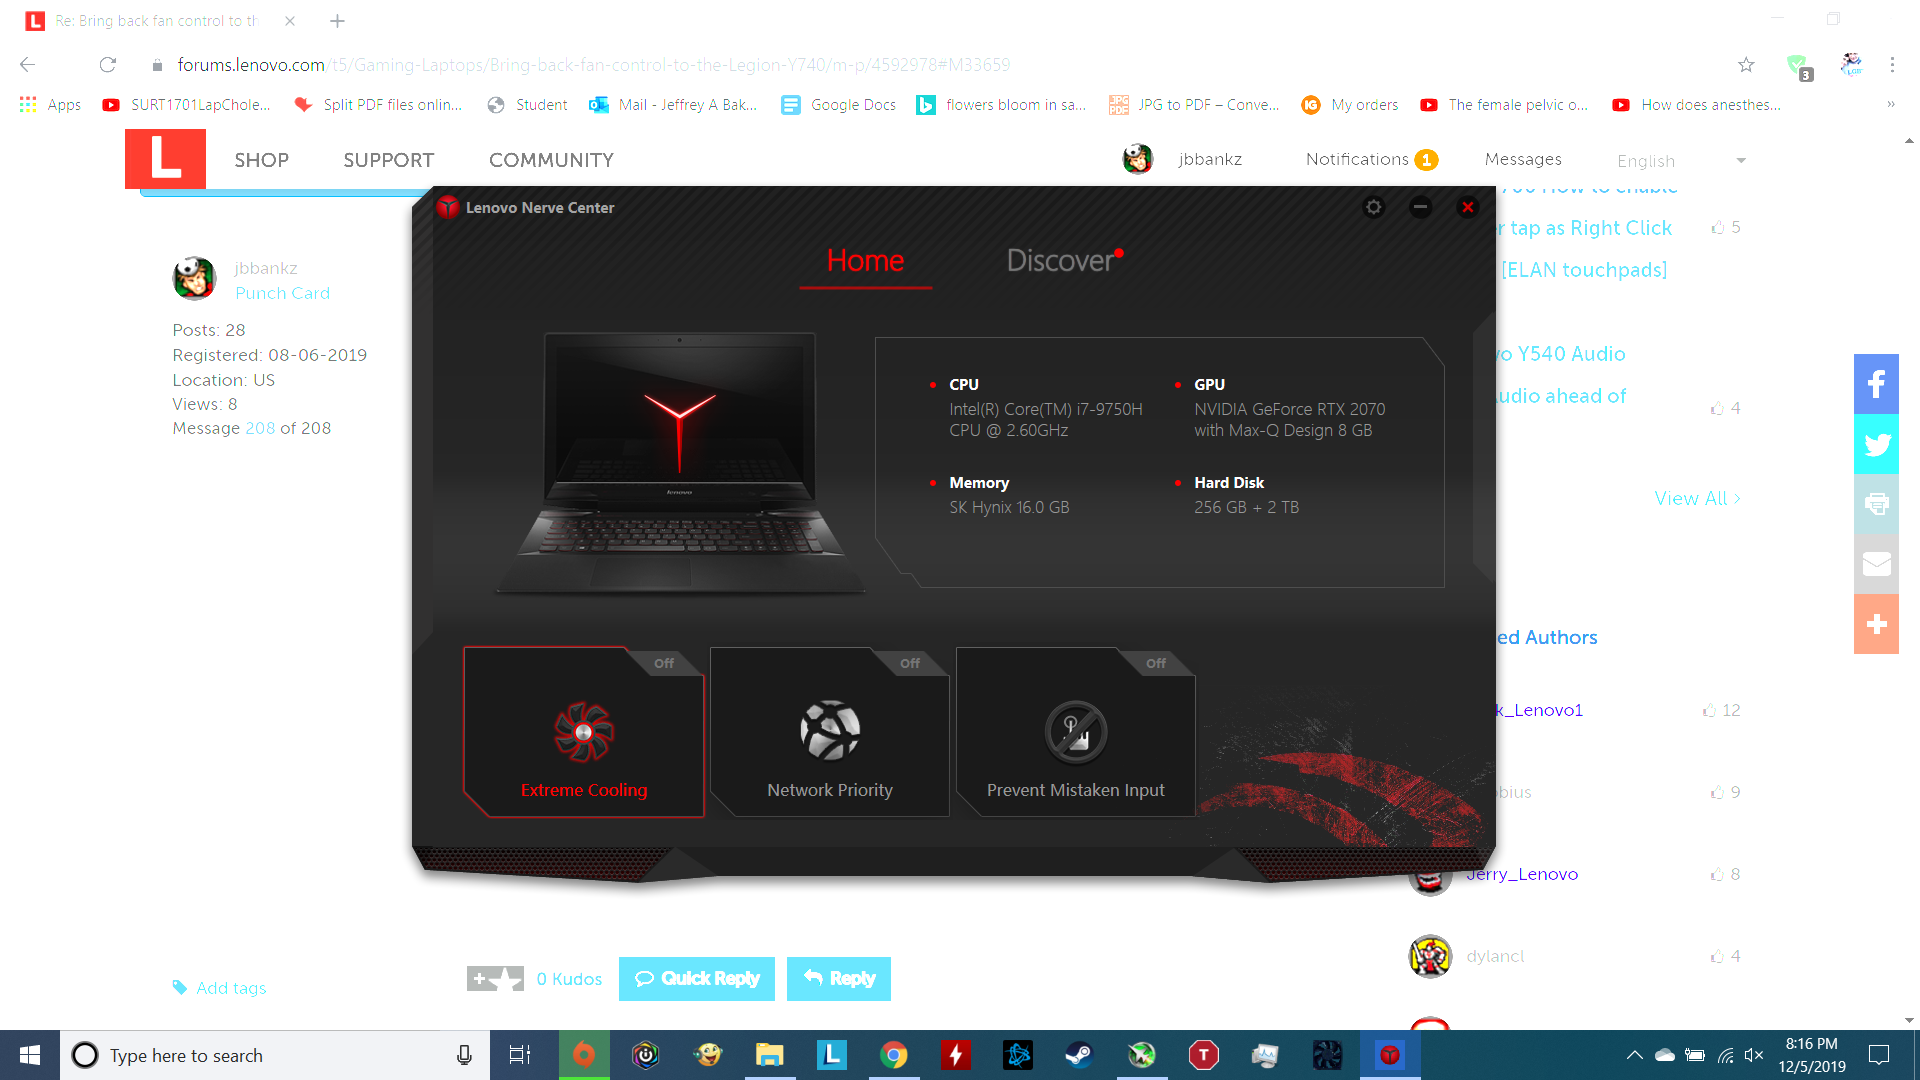 Re: Bring back fan control to th
forums.lenovo.com/t5/Gaming-Laptops/Bring-back-fan-control-to-the-Legion-Y740/m-p/4592978#M33659
3
Apps
SURT1701LapChole...
Split PDF files onlin...
Student
Mail - Jeffrey A Bak...
Google Docs
flowers bloom in sa...
JPG to PDF – Conve...
My orders
The female pelvic o...
How does anesthes...
L
SHOP
SUPPORT
COMMUNITY
jbbankz
Notifications 1
Messages
English
700 How to enable
er tap as Right Click
5
[ELAN touchpads]
jbbankz
Punch Card
Posts: 28
Registered: 08-06-2019
Location: US
Views: 8
Message 208 of 208
Lenovo Nerve Center
Home
Discover
lenovo
CPU
Intel(R) Core(TM) i7-9750H
CPU @ 2.60GHz
GPU
NVIDIA GeForce RTX 2070
with Max-Q Design 8 GB
Memory
SK Hynix 16.0 GB
Hard Disk
256 GB + 2 TB
Off
Extreme Cooling
Off
Network Priority
Off
Prevent Mistaken Input
vo Y540 Audio
udio ahead of
4
View All
ed Authors
k_Lenovo1
12
bius
9
Jerry_Lenovo
8
dylancl
4
Add tags
0 Kudos
Quick Reply
Reply
Type here to search
8:16 PM
12/5/2019